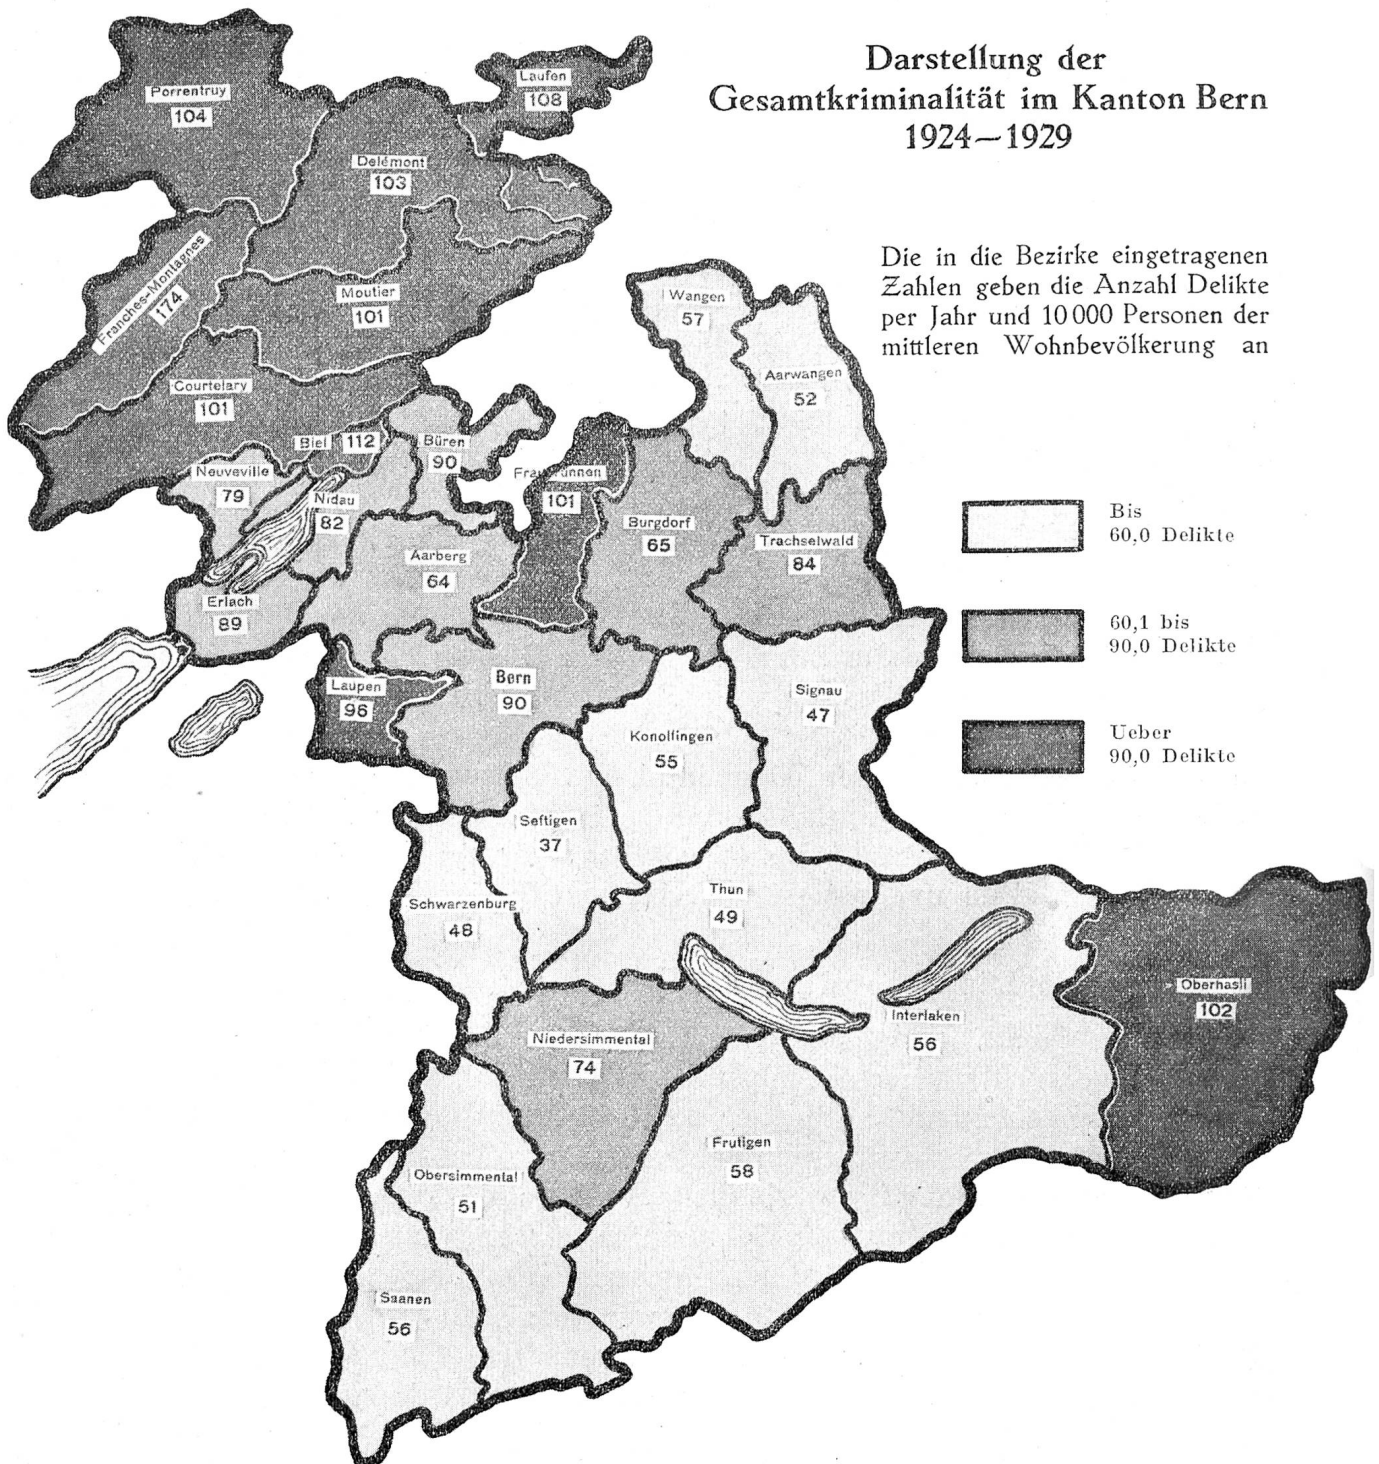 Darstellung der
Gesamtkriminalität im Kanton Bern
1924—1929
Die in die Bezirke eingetragenen
Zahlen geben die Anzahl Delikte
per Jahr und 10000 Personen der
mittleren Wohnbevölkerung an
Porrentruy
104
Laufen
108
Delémont
103
Franches-Montagnes
174
Moutier
101
Courtelary
101
Wangen
57
Aarwangen
52
Biel 112
Büren
90
Neuveville
79
Nidau
82
Fraubrunnen
101
Burgdorf
65
Trachselwald
84
Aarberg
64
Erlach
89
Laupen
96
Bern
90
Signau
47
Konolfingen
55
Seftigen
37
Schwarzenburg
48
Thun
49
Oberhasli
102
Interlaken
56
Niedersimmental
74
Frutigen
58
Obersimmental
51
Saanen
56
Bis
60,0 Delikte
60,1 bis
90,0 Delikte
Ueber
90,0 Delikte